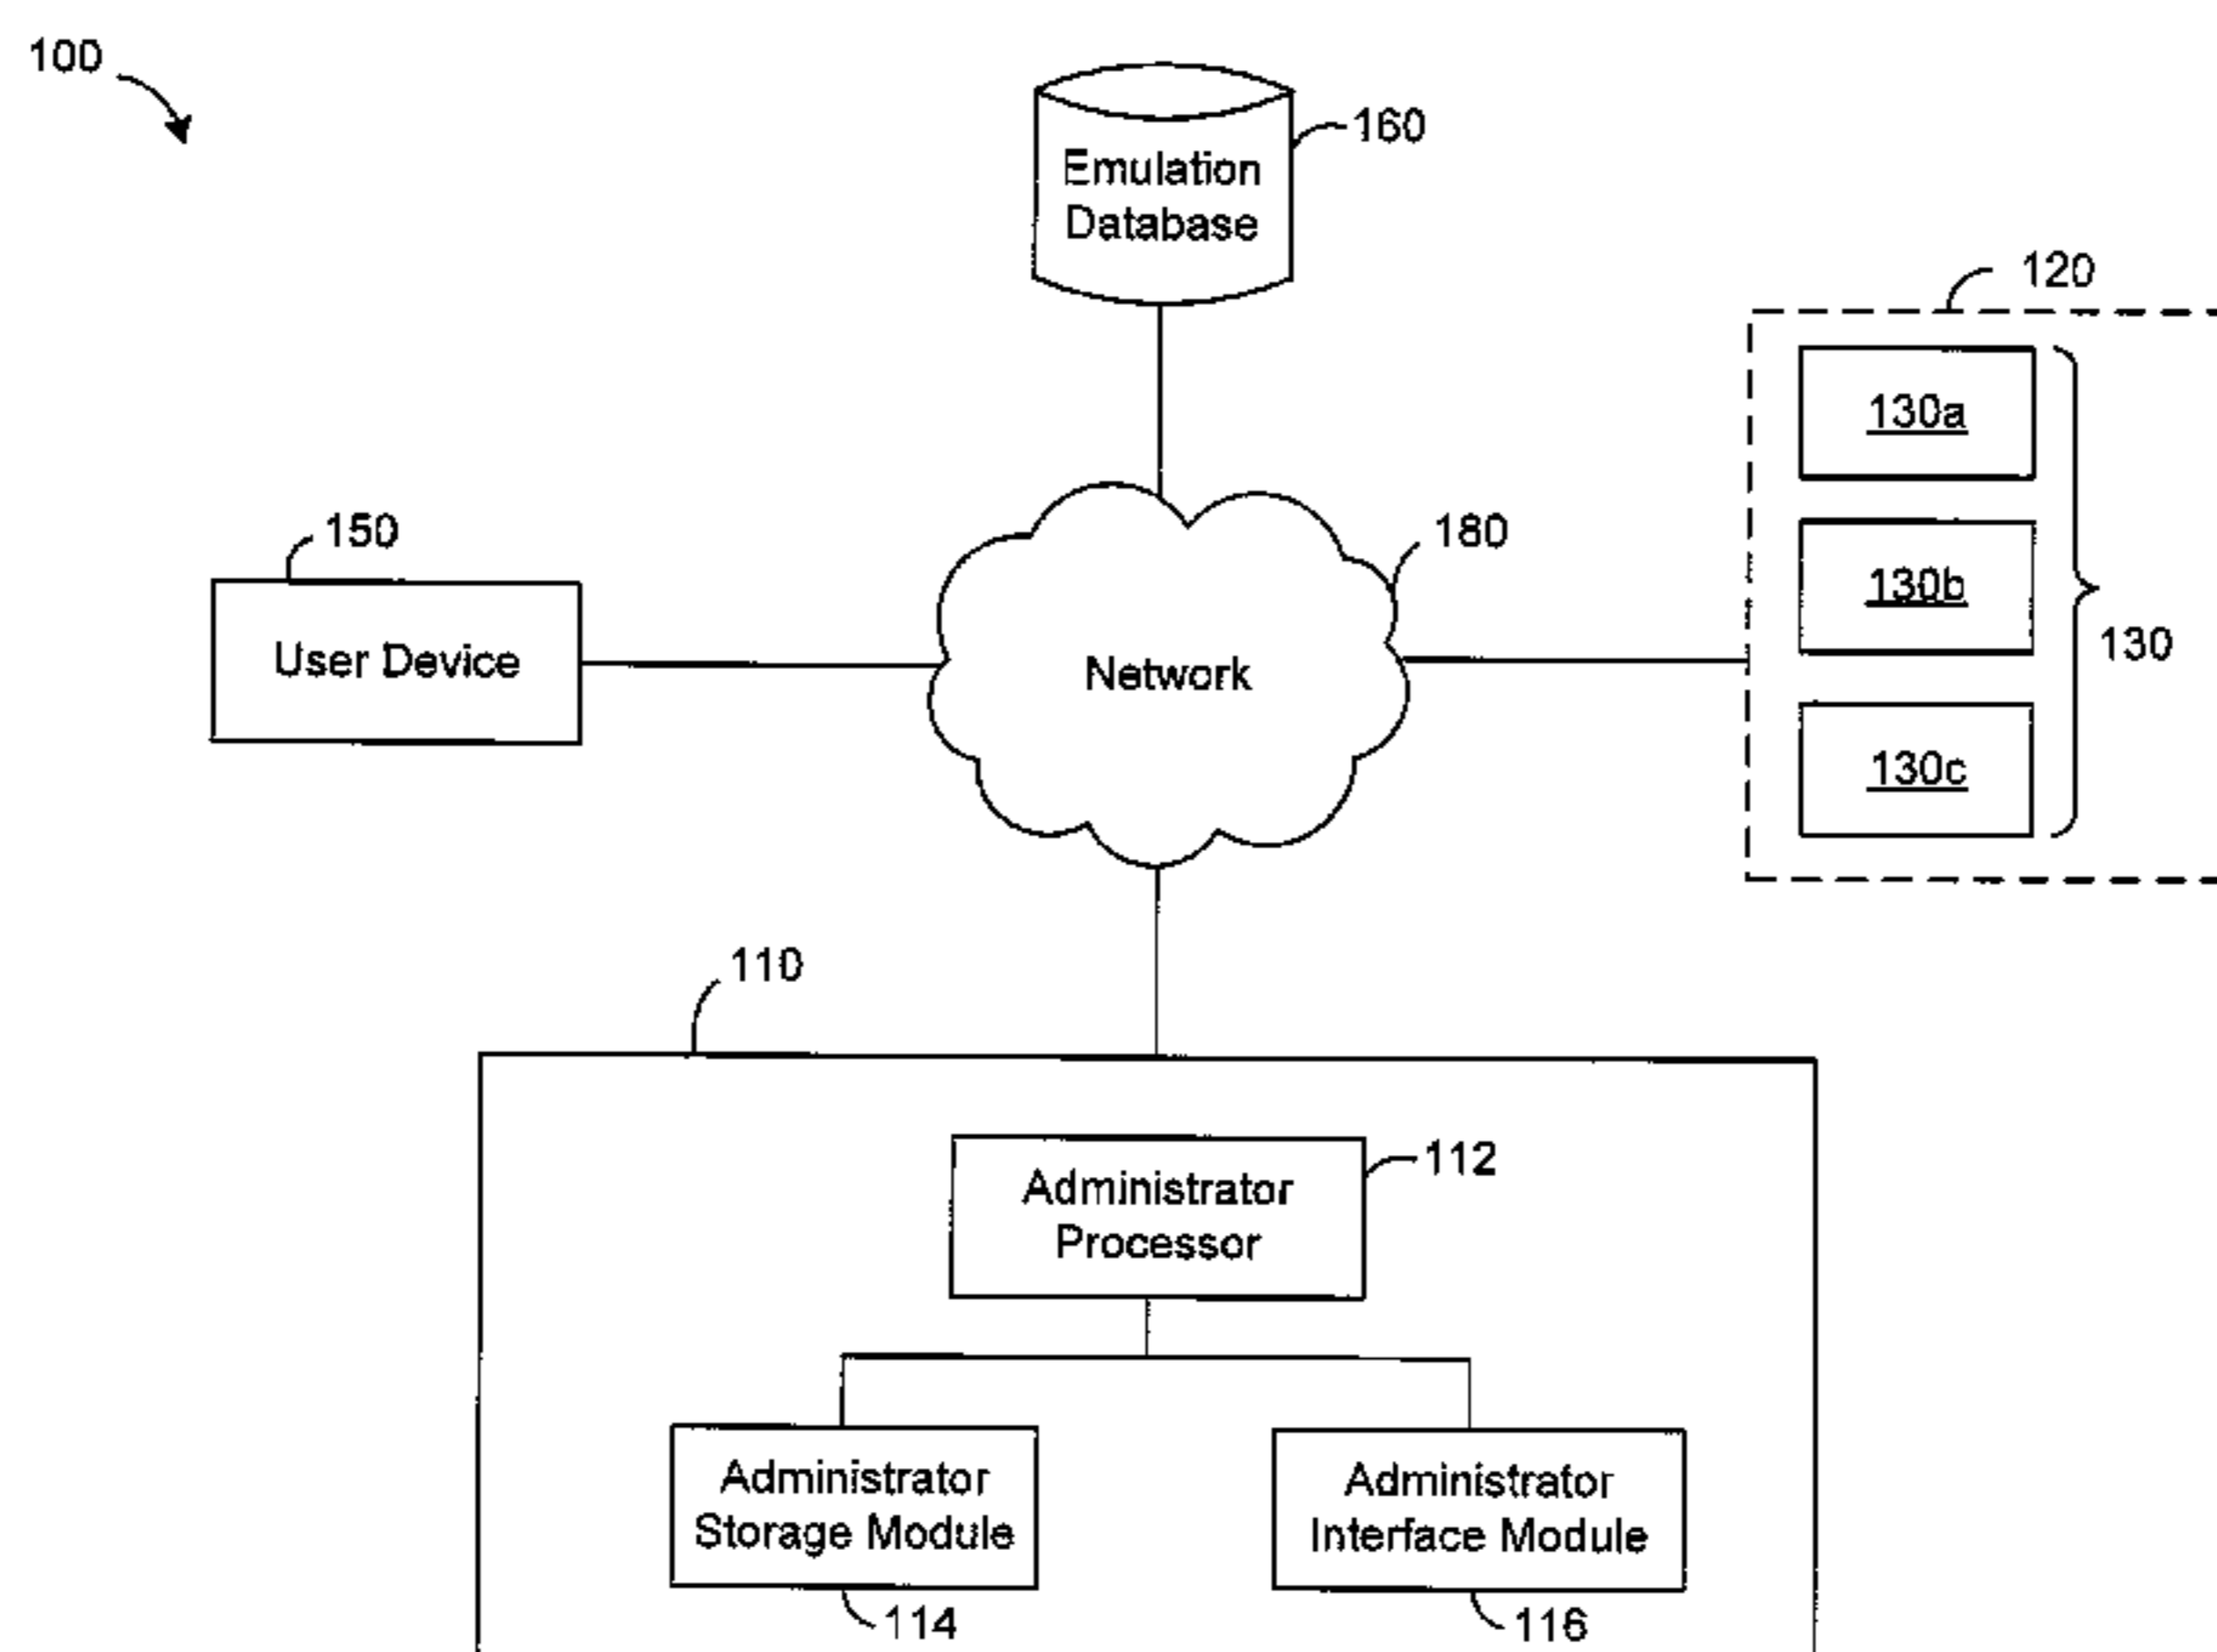 100
160
Emulation
Database
120
130a
150
180
130b
User Device
Network
130
130c
110
112
Administrator
Processor
Administrator
Storage Module
Administrator
Interface Module
114
116